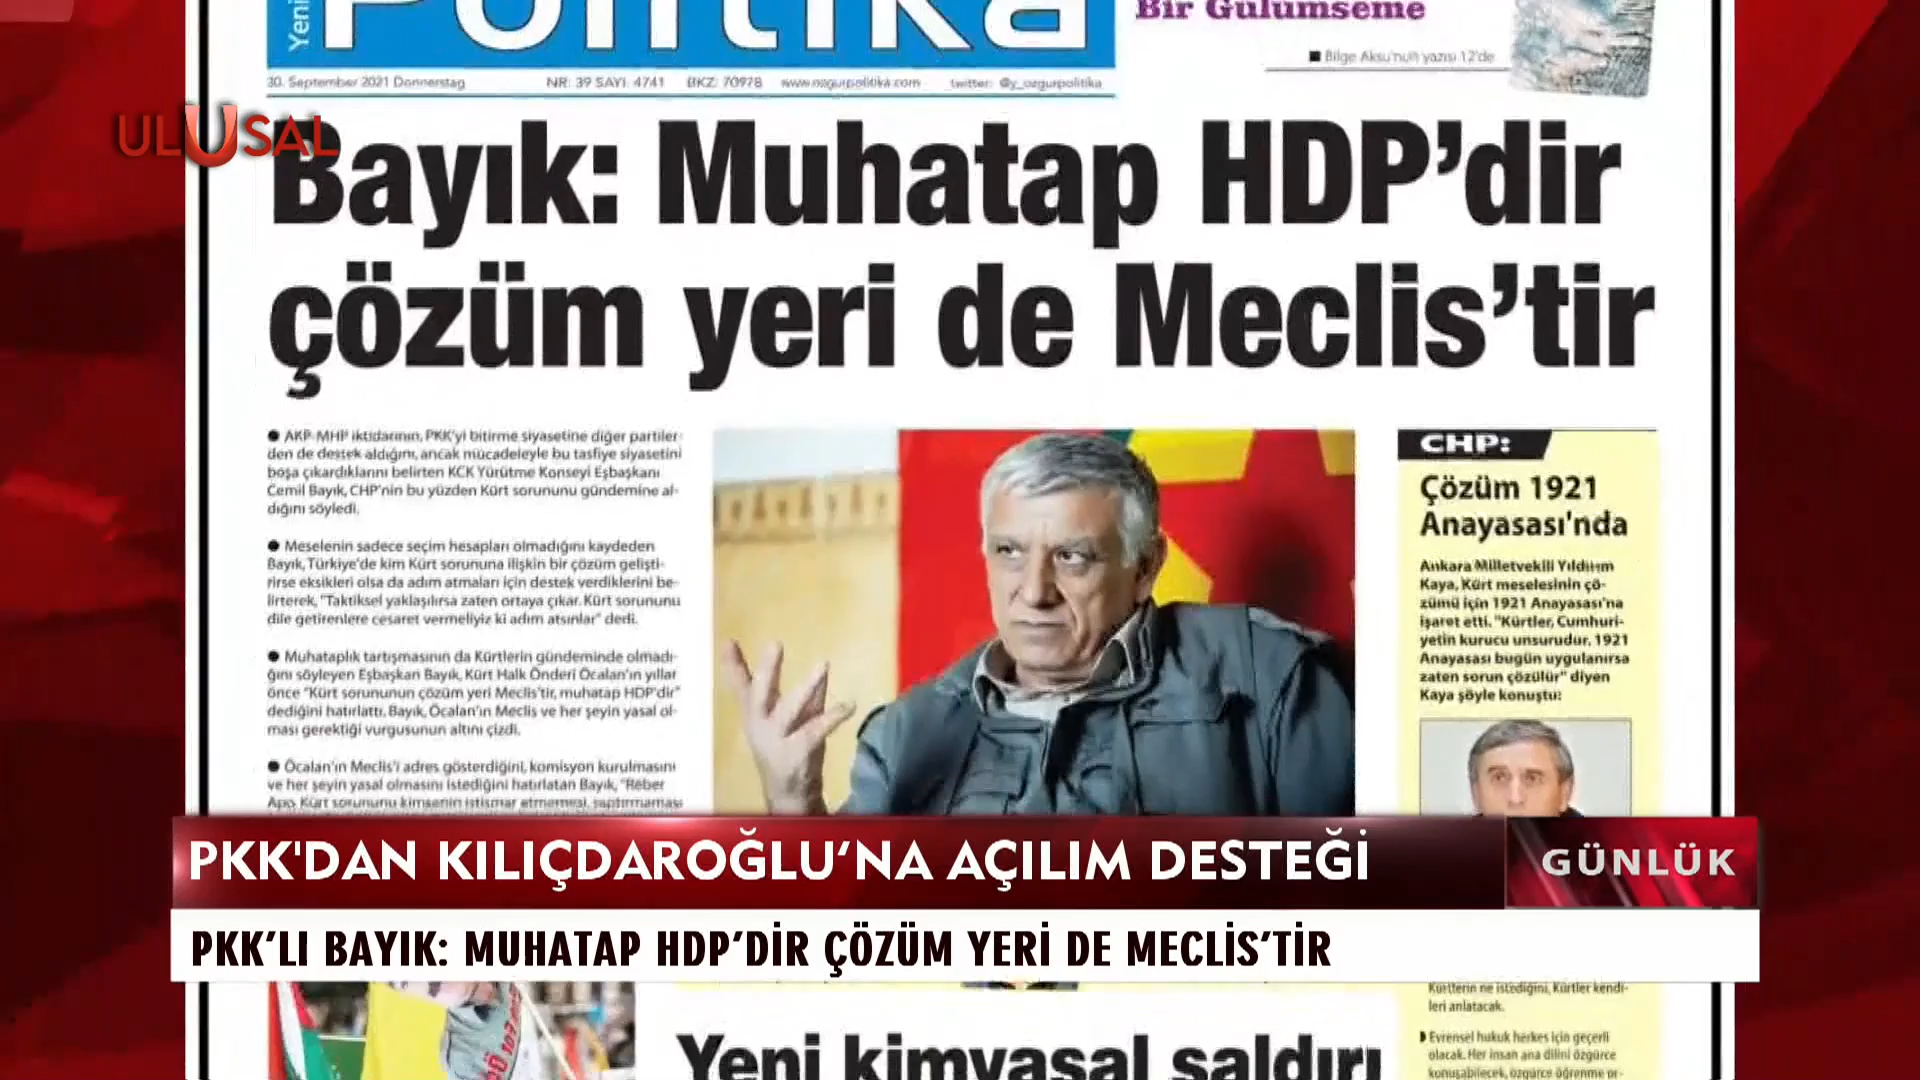 Yeni
Politika
Bir Gülümseme
■ Bilge Aksu'nun yazısı 12'de
30. September 2021 Donnerstag NR: 39 SAYI: 4741 BKZ: 70978 www.ozgurpolitika.com twitter: @y_ozgurpolitika
ULUSAL
Bayık: Muhatap HDP’dir
çözüm yeri de Meclis’tir
● AKP-MHP iktidarının, PKK'yi bitirme siyasetine diğer partiler-
den de destek aldığını, ancak mücadeleyle bu tasfiye siyasetini
boşa çıkardıklarını belirten KCK Yürütme Konseyi Eşbaşkanı
Cemil Bayık, CHP'nin bu yüzden Kürt sorununu gündemine al-
dığını söyledi.
● Meselenin sadece seçim hesapları olmadığını kaydeden
Bayık, Türkiye'de kim Kürt sorununa ilişkin bir çözüm gelişti-
rirse eksikleri olsa da adım atmaları için destek verdiklerini be-
lirterek, "Taktiksel yaklaşılırsa zaten ortaya çıkar. Kürt sorununu
dile getirenlere cesaret vermeliyiz ki adım atsınlar" dedi.
● Muhataplık tartışmasının da Kürtlerin gündeminde olmadı-
ğını söyleyen Eşbaşkan Bayık, Kürt Halk Önderi Öcalan'ın yıllar
önce "Kürt sorununun çözüm yeri Meclis'tir, muhatap HDP'dir"
dediğini hatırlattı. Bayık, Öcalan'ın Meclis ve her şeyin yasal ol-
ması gerektiği vurgusunun altını çizdi.
● Öcalan'ın Meclis'i adres gösterdiğini, komisyon kurulmasını
ve her şeyin yasal olmasını istediğini hatırlatan Bayık, "Rêber
Apo, Kürt sorununu kimsenin istismar etmemesi, saptırmaması
CHP:
Çözüm 1921
Anayasası'nda
Ankara Milletvekili Yıldırım
Kaya, Kürt meselesinin çö-
zümü için 1921 Anayasası'na
işaret etti. "Kürtler, Cumhuri-
yetin kurucu unsurudur. 1921
Anayasası bugün uygulanırsa
zaten sorun çözülür" diyen
Kaya şöyle konuştu:
PKK'DAN KILIÇDAROĞLU’NA AÇILIM DESTEĞİ
GÜNLÜK
PKK’LI BAYIK: MUHATAP HDP’DİR ÇÖZÜM YERİ DE MECLİS’TİR
Kürtlerin ne istediğini, Kürtler kendi-
leri anlatacak.
Evrensel hukuk herkes için geçerli
olacak. Her insan ana dilini özgürce
konuşabilecek, özgürce öğrenme or-
Yeni kimyasal saldırı